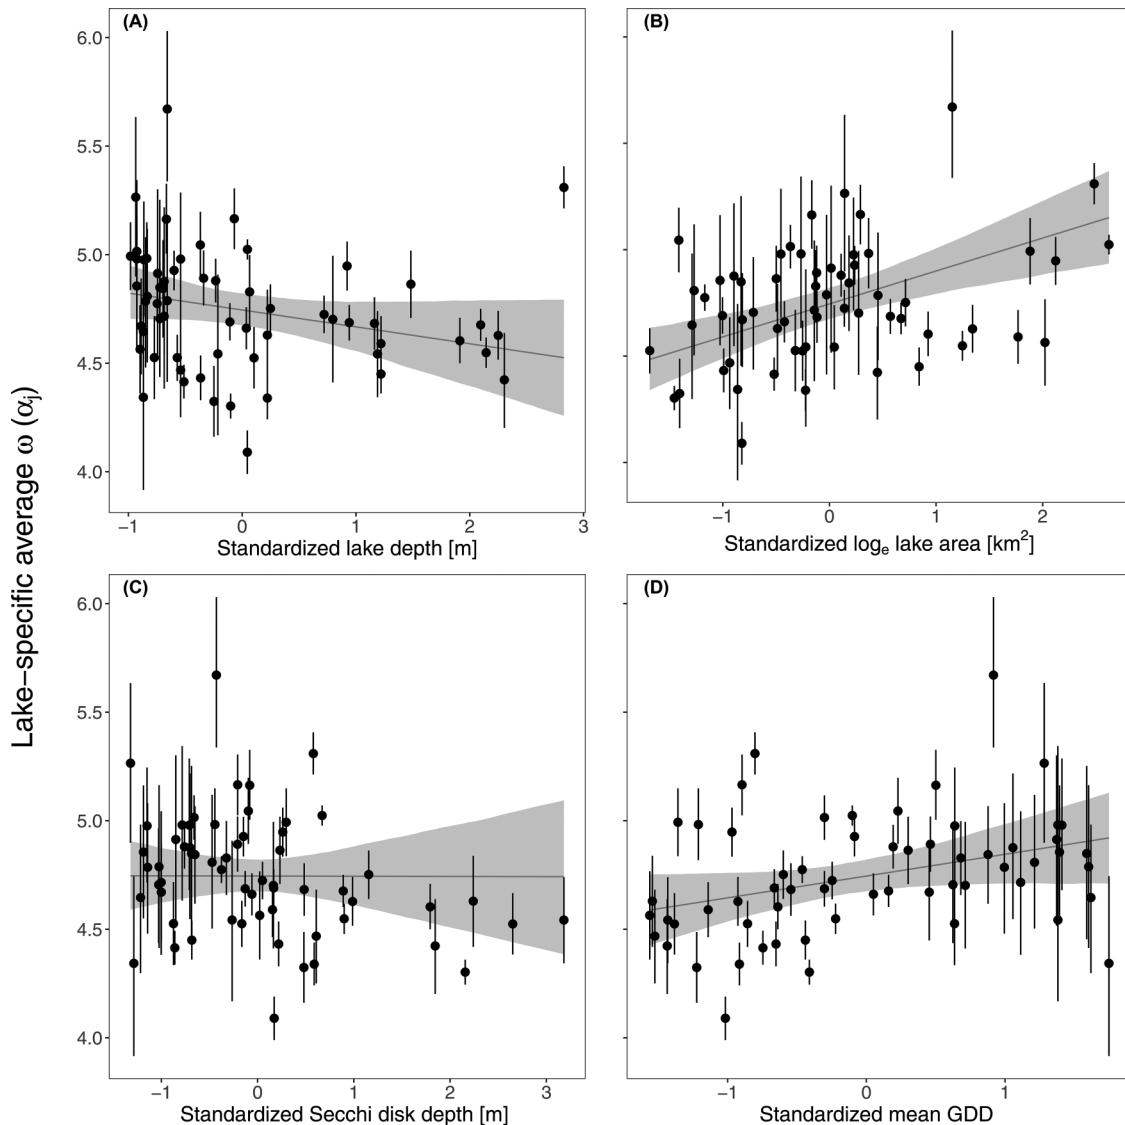 Lake−specific average ω (αj)
(A)
(B)
6.0
5.5
5.0
4.5
4.0
−1 0 1 2 3
−1 0 1 2
Standardized lake depth [m]
Standardized loge lake area [km2]
(C)
(D)
6.0
5.5
5.0
4.5
4.0
−1 0 1 2 3
−1 0 1
Standardized Secchi disk depth [m]
Standardized mean GDD